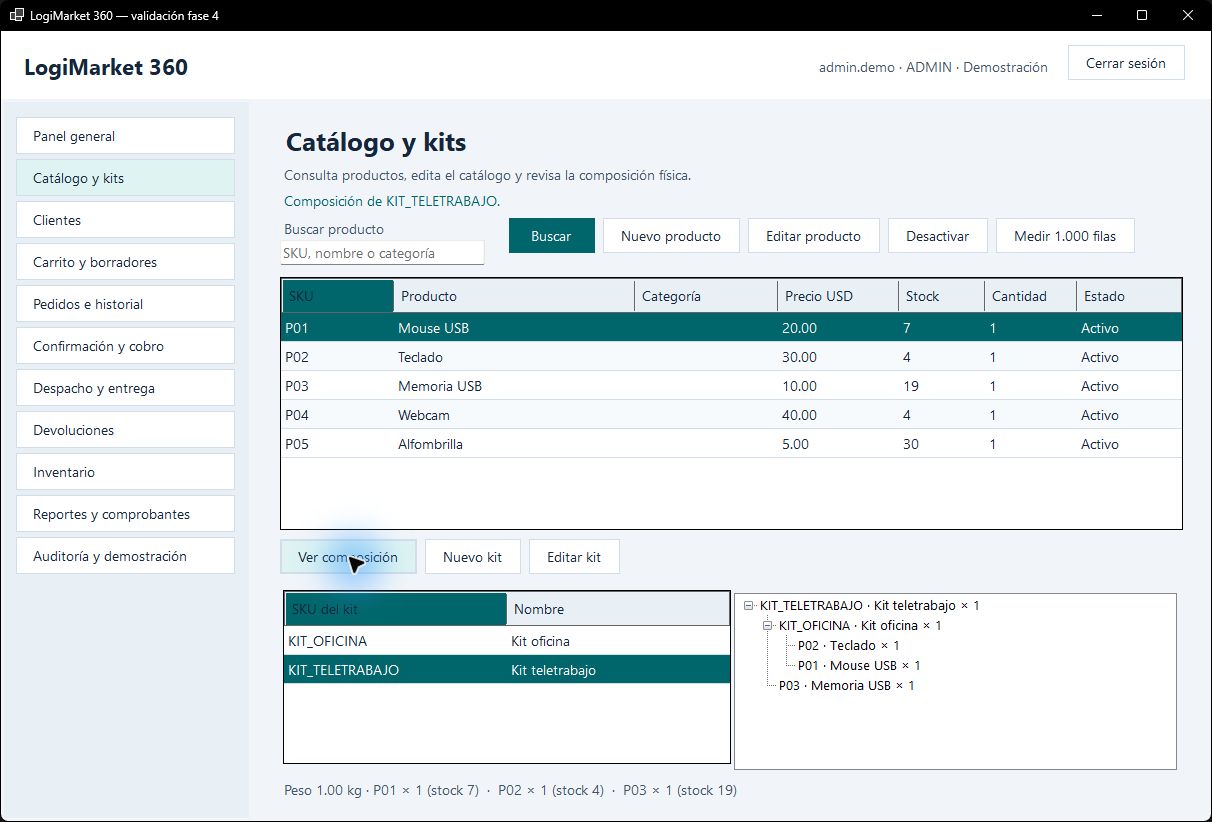 LogiMarket 360 — validación fase 4
LogiMarket 360
admin.demo · ADMIN · Demostración
Cerrar sesión
Panel general
Catálogo y kits
Clientes
Carrito y borradores
Pedidos e historial
Confirmación y cobro
Despacho y entrega
Devoluciones
Inventario
Reportes y comprobantes
Auditoría y demostración
Catálogo y kits
Consulta productos, edita el catálogo y revisa la composición física.
Composición de KIT_TELETRABAJO.
Buscar producto
SKU, nombre o categoría
Buscar
Nuevo producto
Editar producto
Desactivar
Medir 1.000 filas
SKU Producto Categoría Precio USD Stock Cantidad Estado
P01 Mouse USB 20.00 7 1 Activo
P02 Teclado 30.00 4 1 Activo
P03 Memoria USB 10.00 19 1 Activo
P04 Webcam 40.00 4 1 Activo
P05 Alfombrilla 5.00 30 1 Activo
Ver composición
Nuevo kit
Editar kit
SKU del kit Nombre
KIT_OFICINA Kit oficina
KIT_TELETRABAJO Kit teletrabajo
KIT_TELETRABAJO · Kit teletrabajo × 1
KIT_OFICINA · Kit oficina × 1
P02 · Teclado × 1
P01 · Mouse USB × 1
P03 · Memoria USB × 1
Peso 1.00 kg · P01 × 1 (stock 7) · P02 × 1 (stock 4) · P03 × 1 (stock 19)